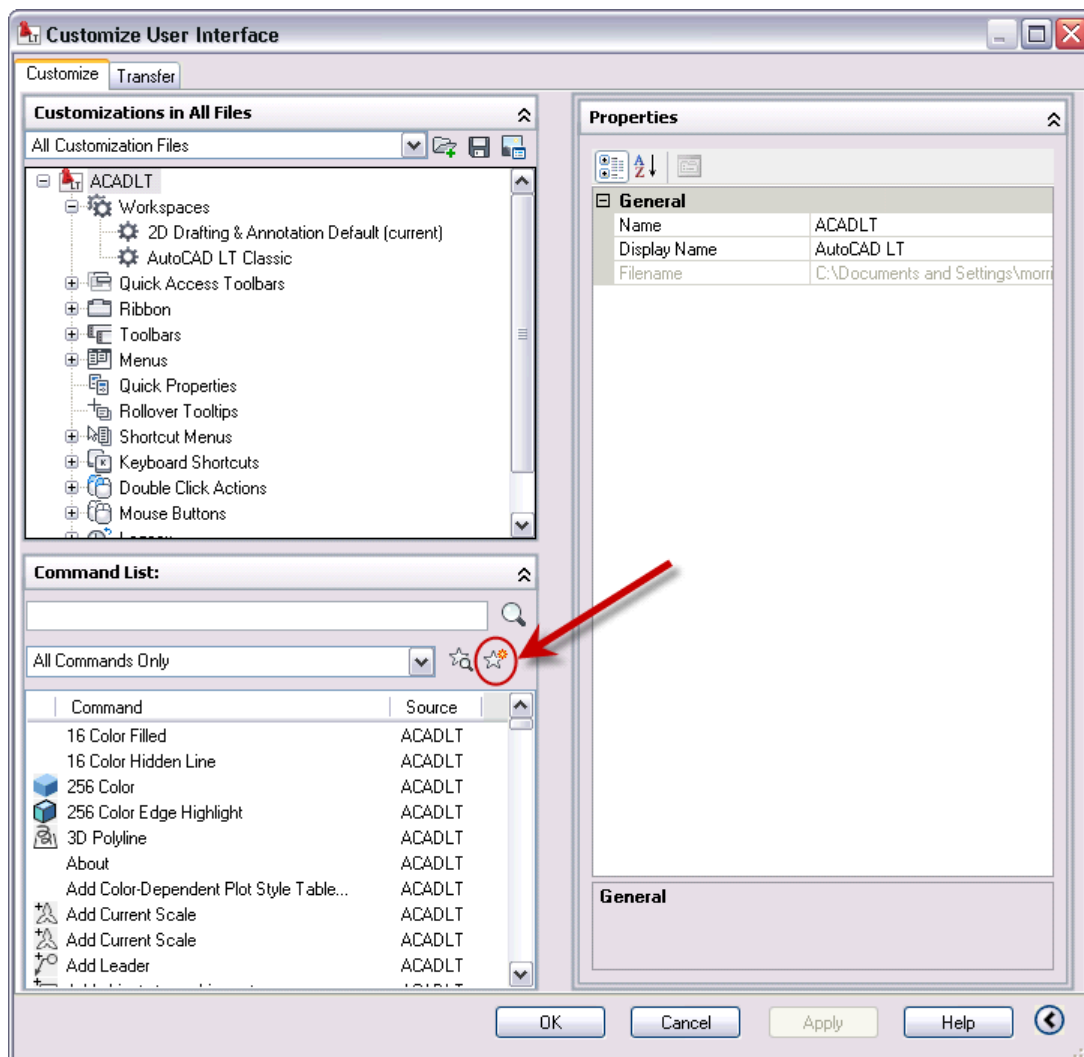 Customize User Interface
Customize Transfer
Customizations in All Files
All Customization Files
ACADLT
Workspaces
2D Drafting & Annotation Default (current)
AutoCAD LT Classic
Quick Access Toolbars
Ribbon
Toolbars
Menus
Quick Properties
Rollover Tooltips
Shortcut Menus
Keyboard Shortcuts
Double Click Actions
Mouse Buttons
Command List:
All Commands Only
Command Source
16 Color Filled ACADLT
16 Color Hidden Line ACADLT
256 Color ACADLT
256 Color Edge Highlight ACADLT
3D Polyline ACADLT
About ACADLT
Add Color-Dependent Plot Style Table... ACADLT
Add Current Scale ACADLT
Add Current Scale ACADLT
Add Leader ACADLT
Properties
General
Name ACADLT
Display Name AutoCAD LT
Filename C:\Documents and Settings\morri
General
OK Cancel Apply Help